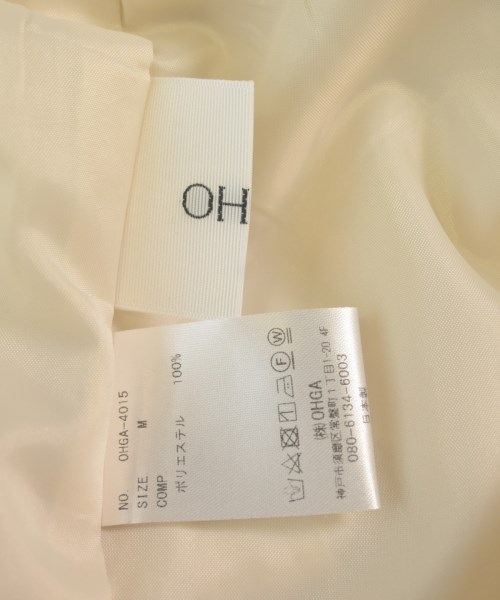 OH
NO OHGA-4015
SIZE M
COMP
ポリエステル 100%
(株)OHGA
神戸市須磨区常盤町1丁目1-20 4F
080-6134-6003
日本製